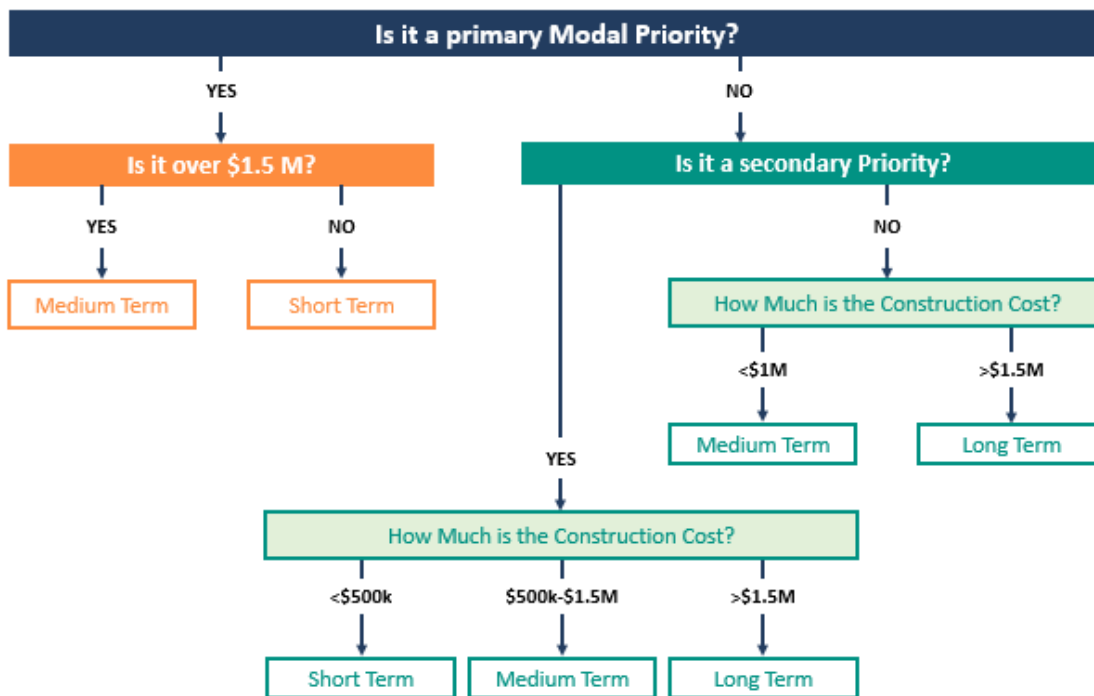 Is it a primary Modal Priority?
YES
NO
Is it over $1.5 M?
Is it a secondary Priority?
YES
NO
NO
Medium Term
Short Term
How Much is the Construction Cost?
<$1M
>$1.5M
Medium Term
Long Term
YES
How Much is the Construction Cost?
<$500k
$500k-$1.5M
>$1.5M
Short Term
Medium Term
Long Term